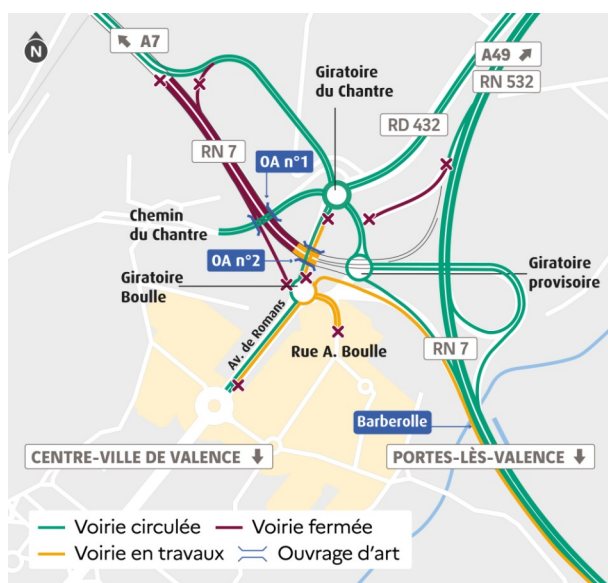 A7
N
A49
RN 532
Giratoire
du Chantre
RD 432
RN 7
OA n°1
Chemin
du Chantre
OA n°2
Giratoire
Boulle
Giratoire
provisoire
Av. de Romans
Rue A. Boulle
RN 7
Barberolle
CENTRE-VILLE DE VALENCE
PORTES-LÈS-VALENCE
Voirie circulée
Voirie fermée
Voirie en travaux
Ouvrage d'art